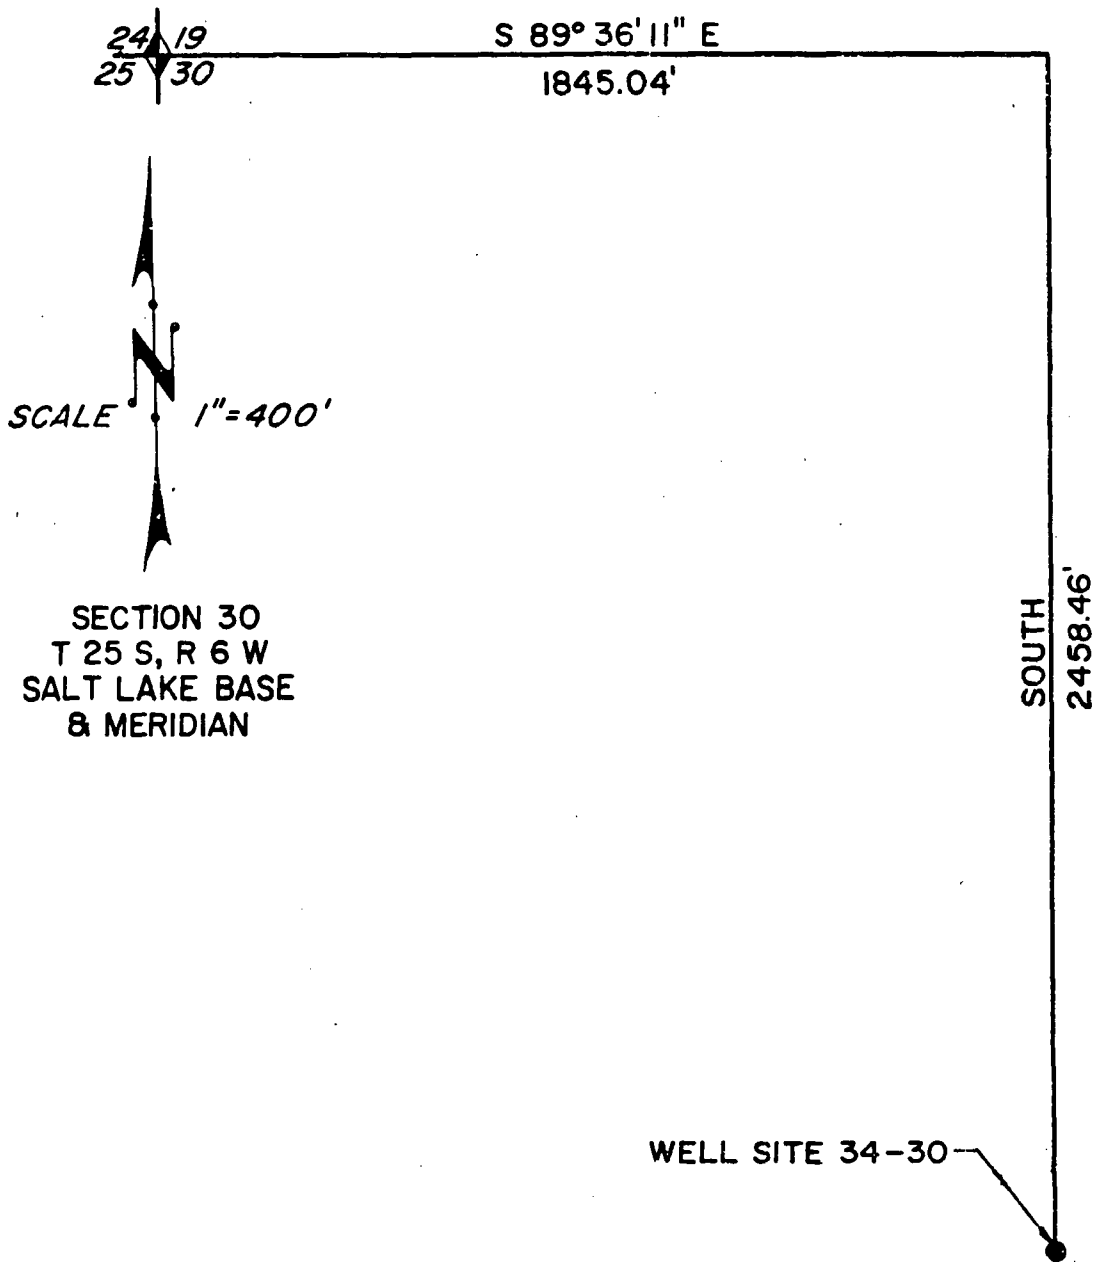 24 19
25 30
S 89° 36' 11" E
1845.04'
N
SCALE 1"=400'
SECTION 30
T 25 S, R 6 W
SALT LAKE BASE
& MERIDIAN
SOUTH
2458.46'
WELL SITE 34-30